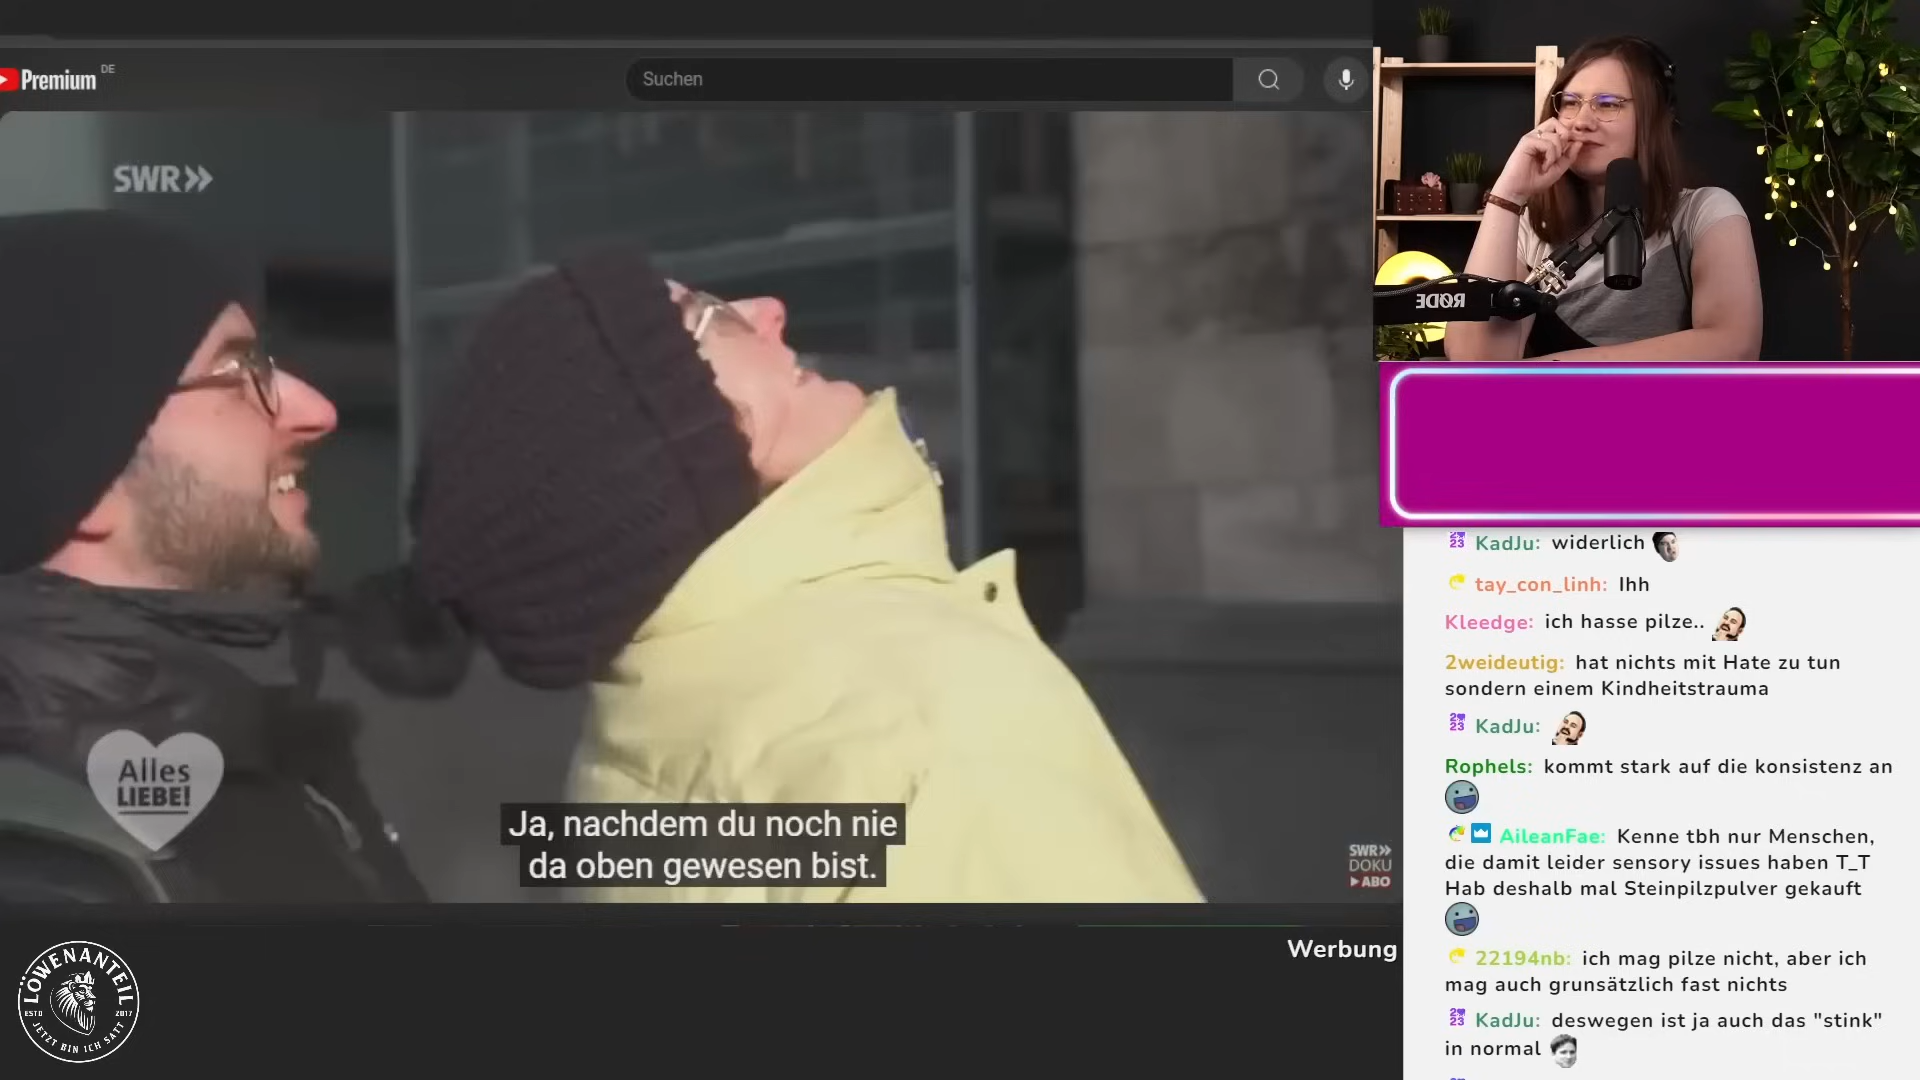 Premium DE
Suchen
SWR
RØDE
Alles
LIEBE!
Ja, nachdem du noch nie
da oben gewesen bist.
SWR
DOKU
ABO
Werbung
LÖWENANTEIL
ESTD 2017
JETZT BIN ICH SATT
KadJu: widerlich
tay_con_linh: Ihh
Kleedge: ich hasse pilze..
2weideutig: hat nichts mit Hate zu tun
sondern einem Kindheitstrauma
KadJu:
Rophels: kommt stark auf die konsistenz an
AileanFae: Kenne tbh nur Menschen,
die damit leider sensory issues haben T_T
Hab deshalb mal Steinpilzpulver gekauft
22194nb: ich mag pilze nicht, aber ich
mag auch grunsätzlich fast nichts
KadJu: deswegen ist ja auch das "stink"
in normal